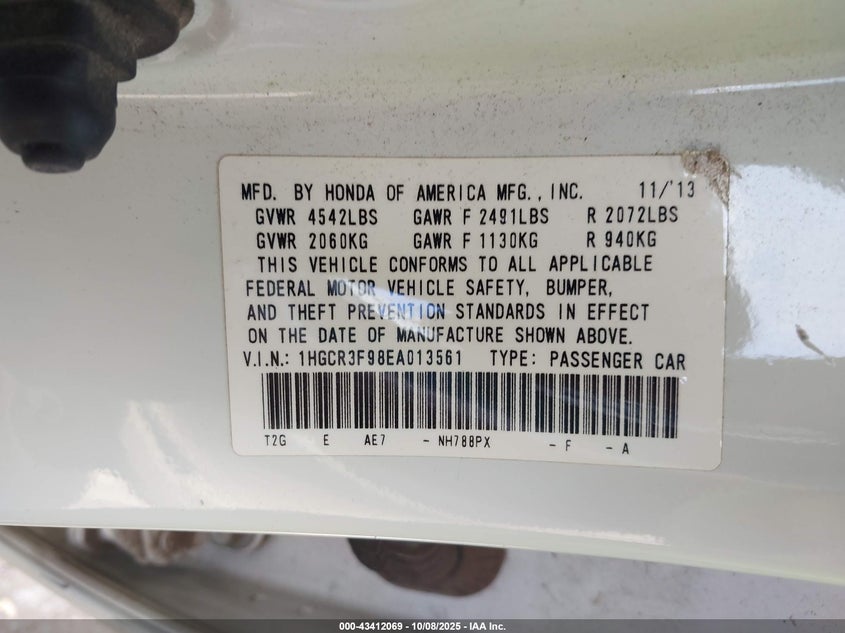 MFD. BY HONDA OF AMERICA MFG., INC. 11/'13
GVWR 4542LBS GAWR F 2491LBS R 2072LBS
GVWR 2060KG GAWR F 1130KG R 940KG
THIS VEHICLE CONFORMS TO ALL APPLICABLE
FEDERAL MOTOR VEHICLE SAFETY, BUMPER,
AND THEFT PREVENTION STANDARDS IN EFFECT
ON THE DATE OF MANUFACTURE SHOWN ABOVE.
V.I.N.: 1HGCR3F98EA013561 TYPE: PASSENGER CAR
T2G E AE7 - NH788PX - F - A
000-43412069 - 10/08/2025 - IAA Inc.